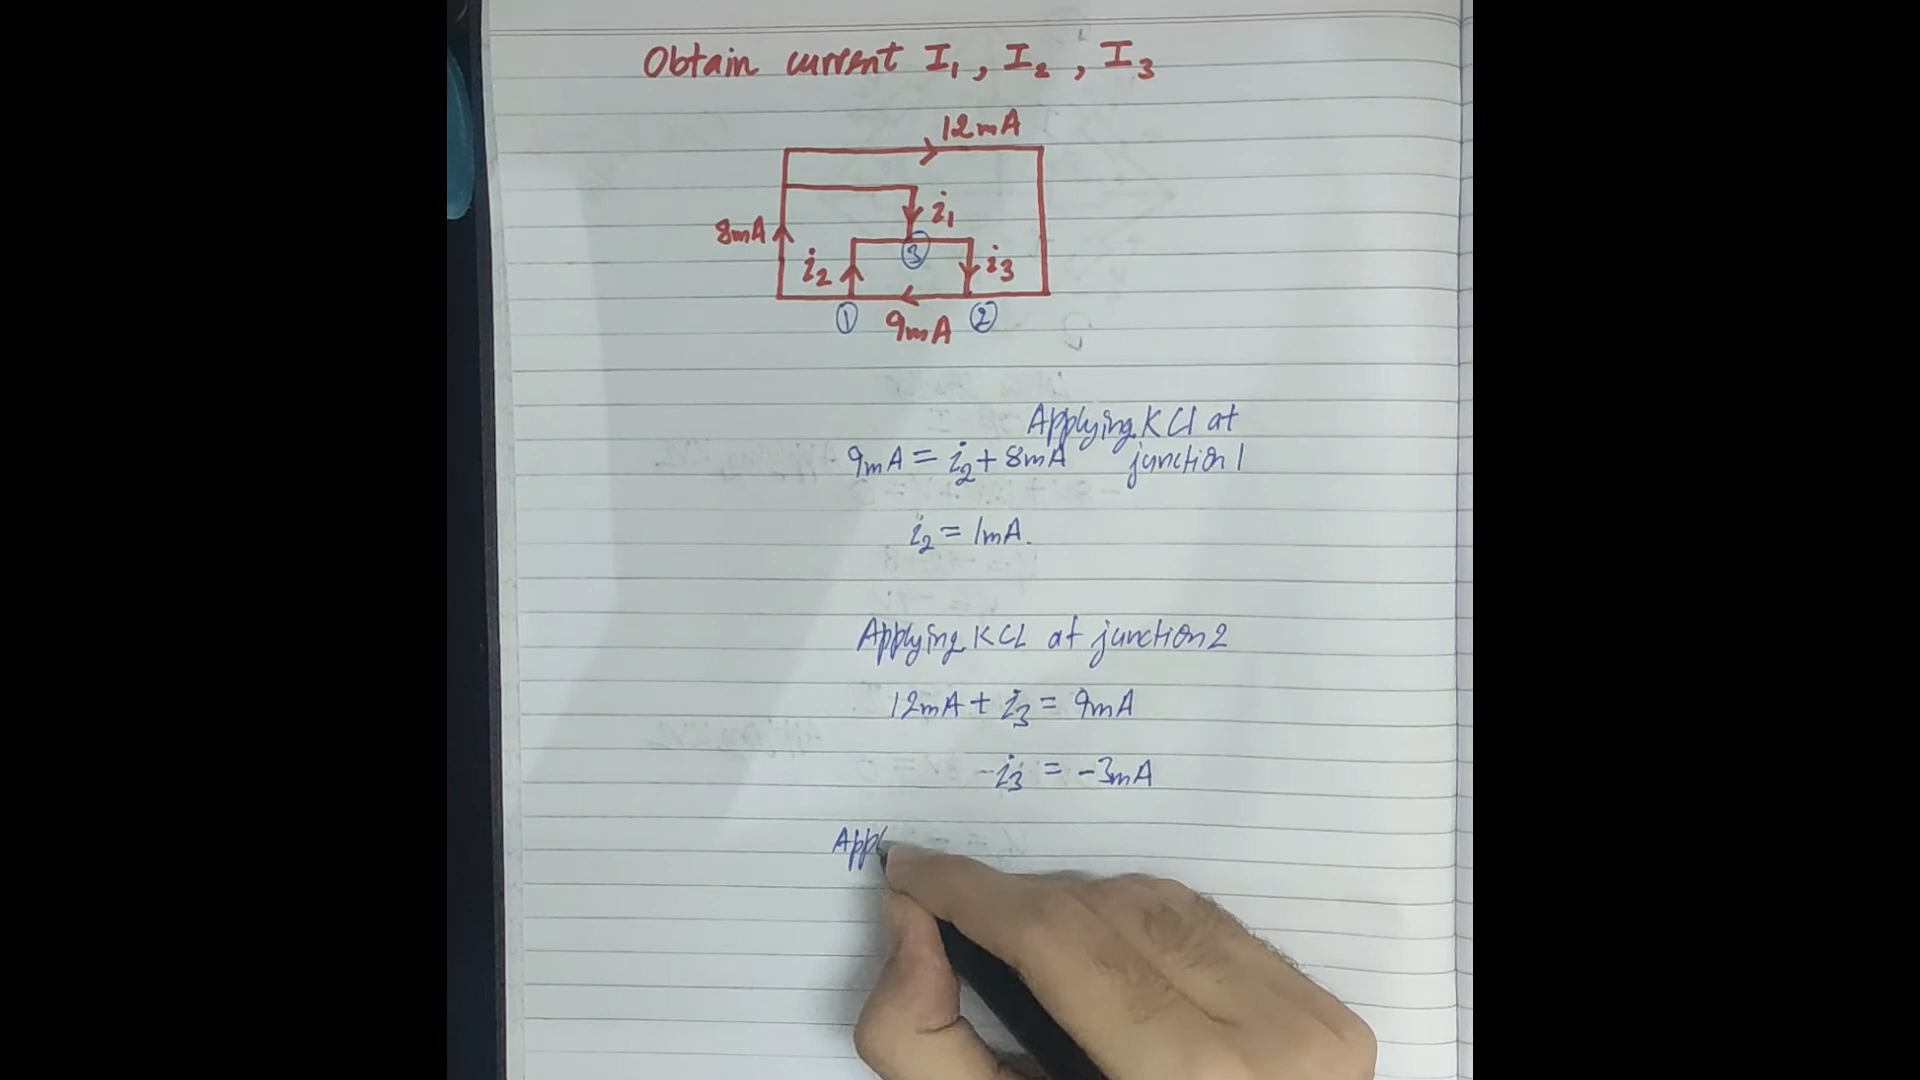 Obtain current I1, I2, I3
12mA
i1
8mA
3
i2
i3
1
9mA
2
Applying KCl at
9mA = i2 + 8mA junction 1
i2 = 1mA.
Applying KCL at junction 2
12mA + i3 = 9mA
-i3 = -3mA
Appl